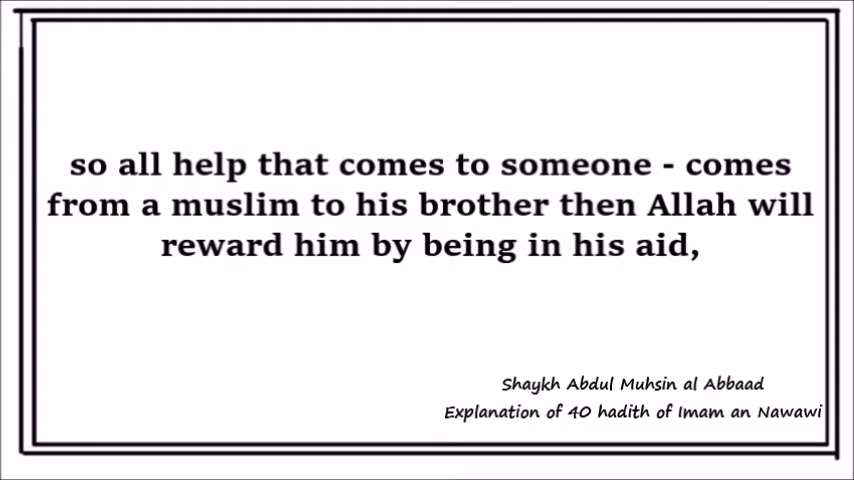 so all help that comes to someone - comes
from a muslim to his brother then Allah will
reward him by being in his aid,
Shaykh Abdul Muhsin al Abbaad
Explanation of 40 hadith of Imam an Nawawi